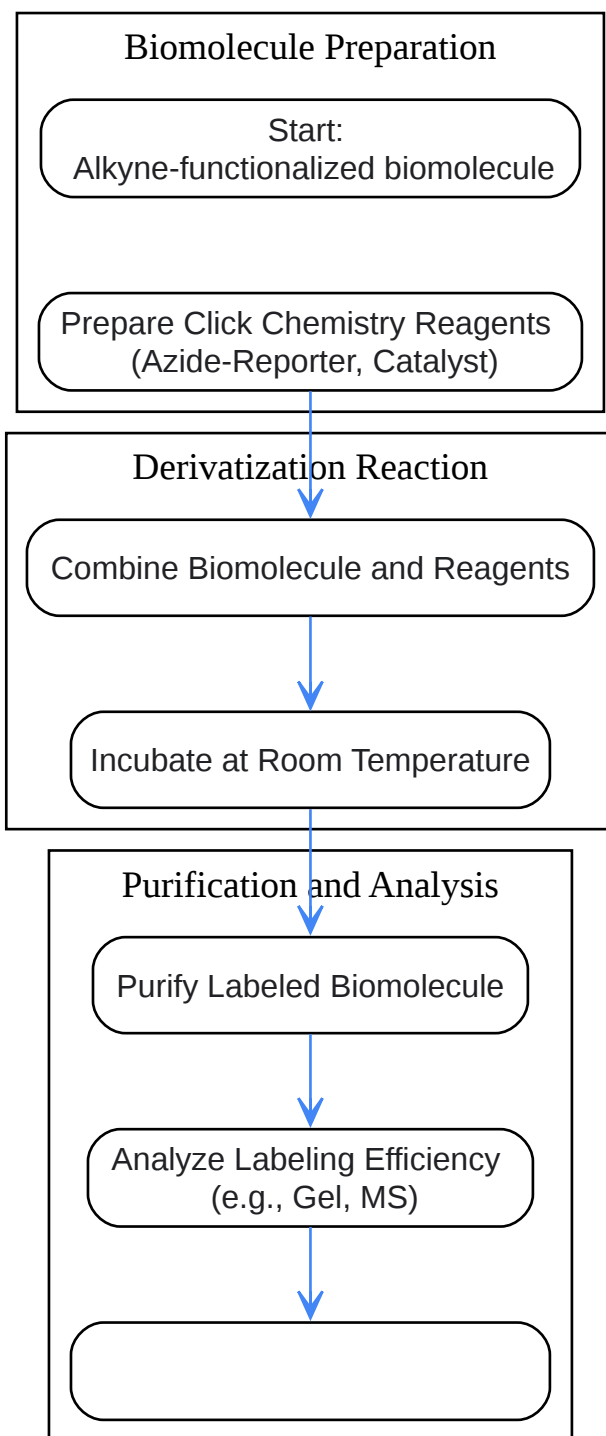 Biomolecule Preparation
Start:
Alkyne-functionalized biomolecule
Prepare Click Chemistry Reagents
(Azide-Reporter, Catalyst)
Derivatization Reaction
Combine Biomolecule and Reagents
Incubate at Room Temperature
Purification and Analysis
Purify Labeled Biomolecule
Analyze Labeling Efficiency
(e.g., Gel, MS)